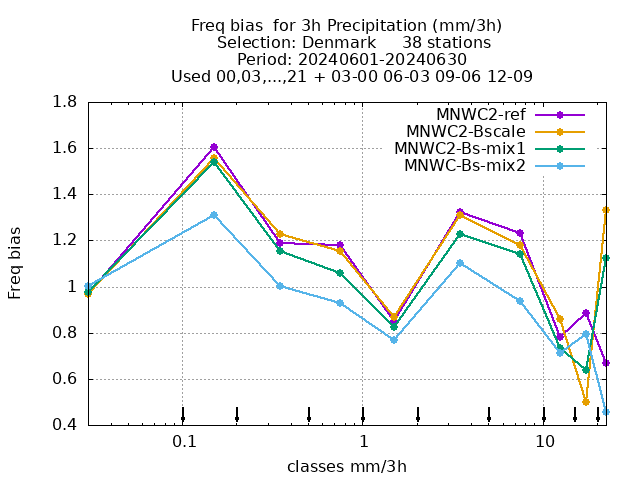 Freq bias  for 3h Precipitation (mm/3h)
Selection: Denmark     38 stations
Period: 20240601-20240630
Used 00,03,...,21 + 03-00 06-03 09-06 12-09
MNWC2-ref
MNWC2-Bscale
MNWC2-Bs-mix1
MNWC-Bs-mix2
1.8
1.6
1.4
1.2
1
0.8
0.6
0.4
Freq bias
0.1
1
10
classes mm/3h